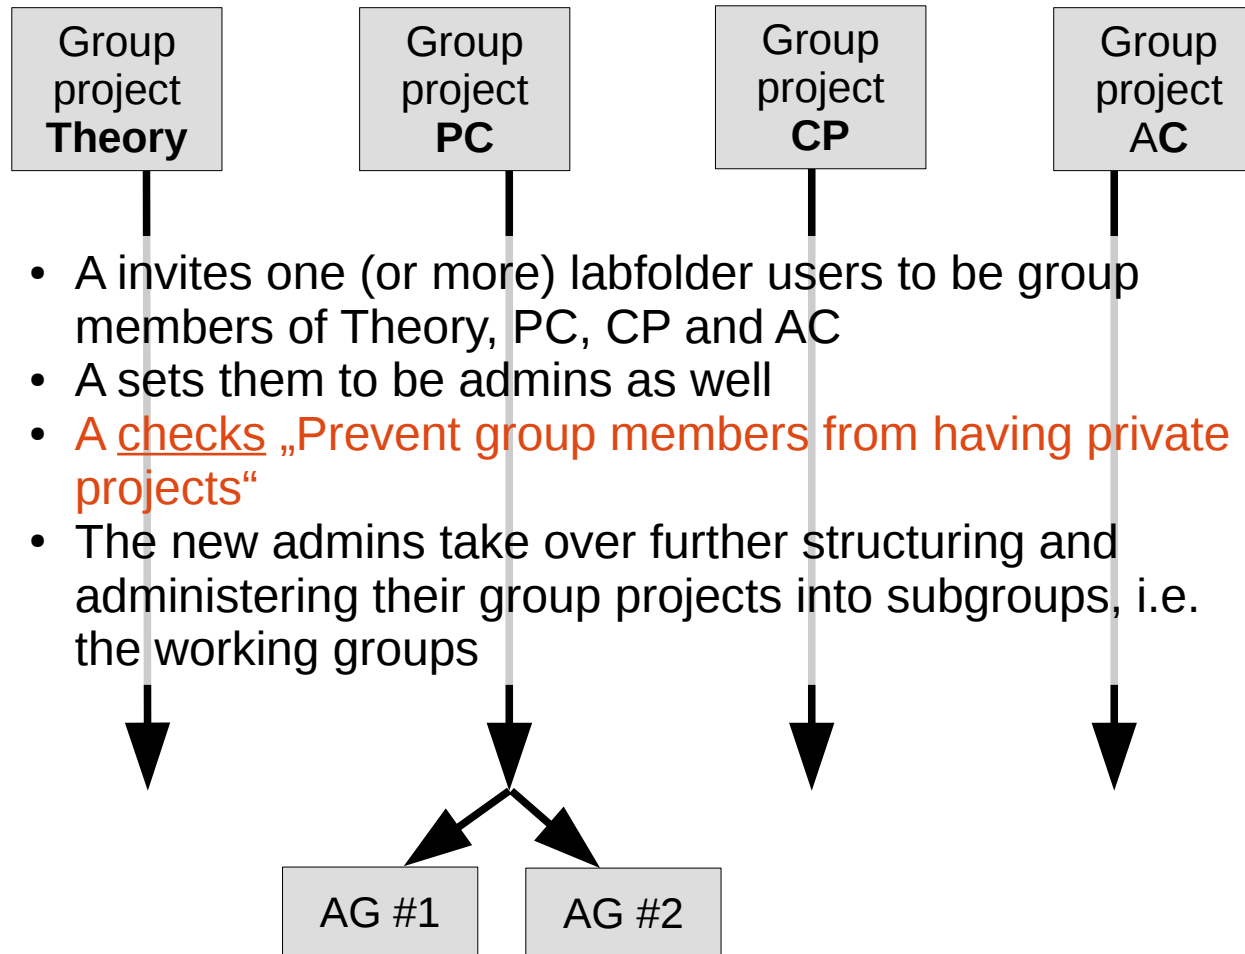 Group
project
Theory
Group
project
PC
Group
project
CP
Group
project
AC
• A invites one (or more) labfolder users to be group
members of Theory, PC, CP and AC
• A sets them to be admins as well
• A checks „Prevent group members from having private
projects“
• The new admins take over further structuring and
administering their group projects into subgroups, i.e.
the working groups
AG #1
AG #2